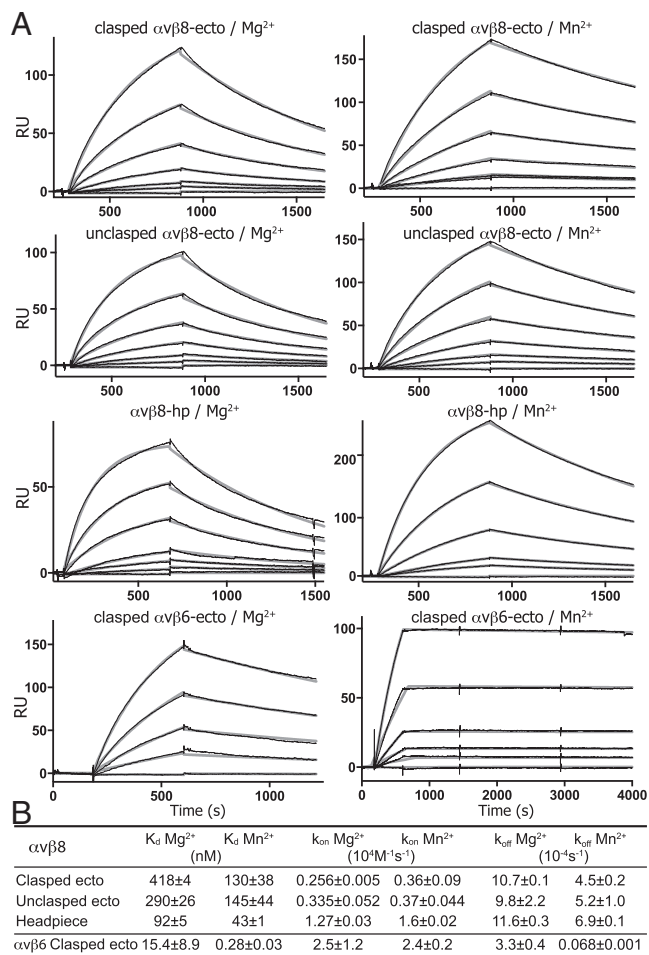 A
clasped αvβ8-ecto / Mg²⁺
clasped αvβ8-ecto / Mn²⁺
RU
100
50
0
500
1000
1500
150
100
50
0
500
1000
1500
unclasped αvβ8-ecto / Mg²⁺
unclasped αvβ8-ecto / Mn²⁺
RU
100
50
0
500
1000
1500
150
100
50
0
500
1000
1500
αvβ8-hp / Mg²⁺
αvβ8-hp / Mn²⁺
RU
50
0
0
500
1000
1500
200
100
0
500
1000
1500
clasped αvβ6-ecto / Mg²⁺
clasped αvβ6-ecto / Mn²⁺
RU
150
100
50
0
0
500
1000
Time (s)
100
50
0
0
1000
2000
3000
4000
Time (s)
B
αvβ8 Kd Mg²⁺ Kd Mn²⁺ kon Mg²⁺ kon Mn²⁺ koff Mg²⁺ koff Mn²⁺
(nM) (10⁴M⁻¹s⁻¹) (10⁻⁴s⁻¹)
Clasped ecto 418±4 130±38 0.256±0.005 0.36±0.09 10.7±0.1 4.5±0.2
Unclasped ecto 290±26 145±44 0.335±0.052 0.37±0.044 9.8±2.2 5.2±1.0
Headpiece 92±5 43±1 1.27±0.03 1.6±0.02 11.6±0.3 6.9±0.1
αvβ6 Clasped ecto 15.4±8.9 0.28±0.03 2.5±1.2 2.4±0.2 3.3±0.4 0.068±0.001